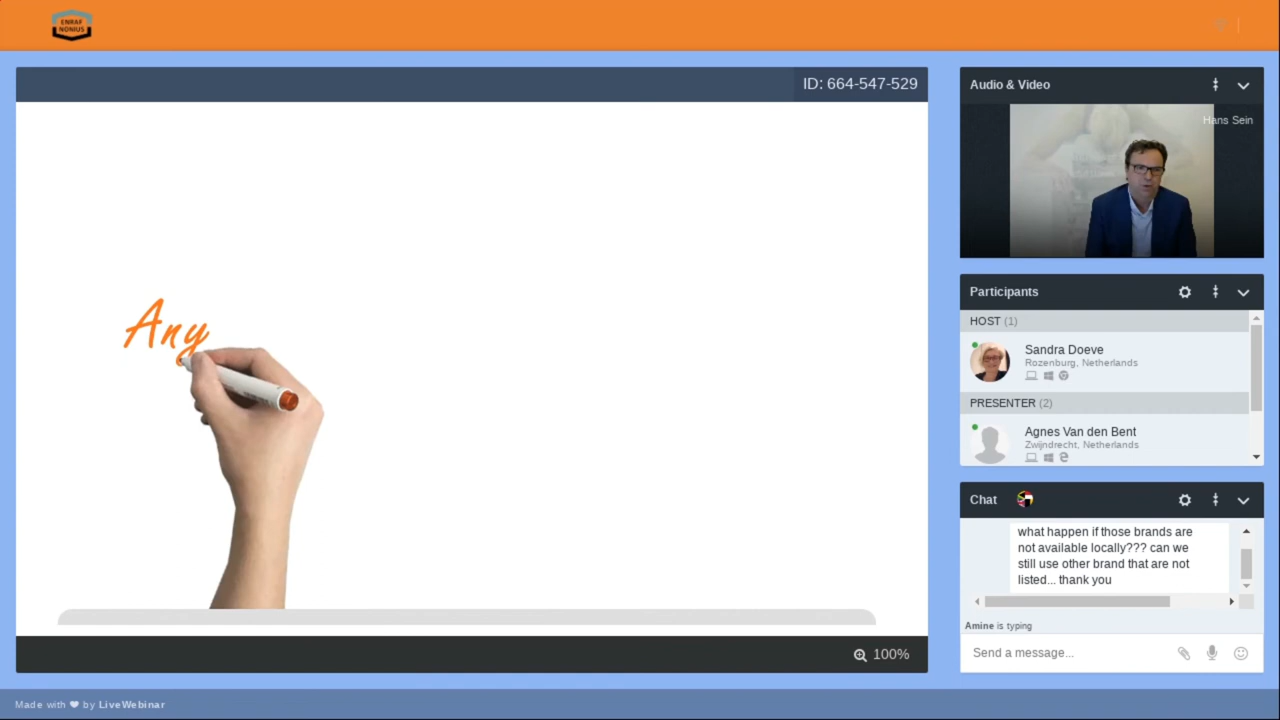 ENRAF
NONIUS
ID: 664-547-529
Any
100%
Audio & Video
Hans Sein
Participants
HOST (1)
Sandra Doeve
Rozenburg, Netherlands
PRESENTER (2)
Agnes Van den Bent
Zwijndrecht, Netherlands
Chat
what happen if those brands are
not available locally??? can we
still use other brand that are not
listed... thank you
Amine is typing
Send a message...
Made with ❤ by LiveWebinar